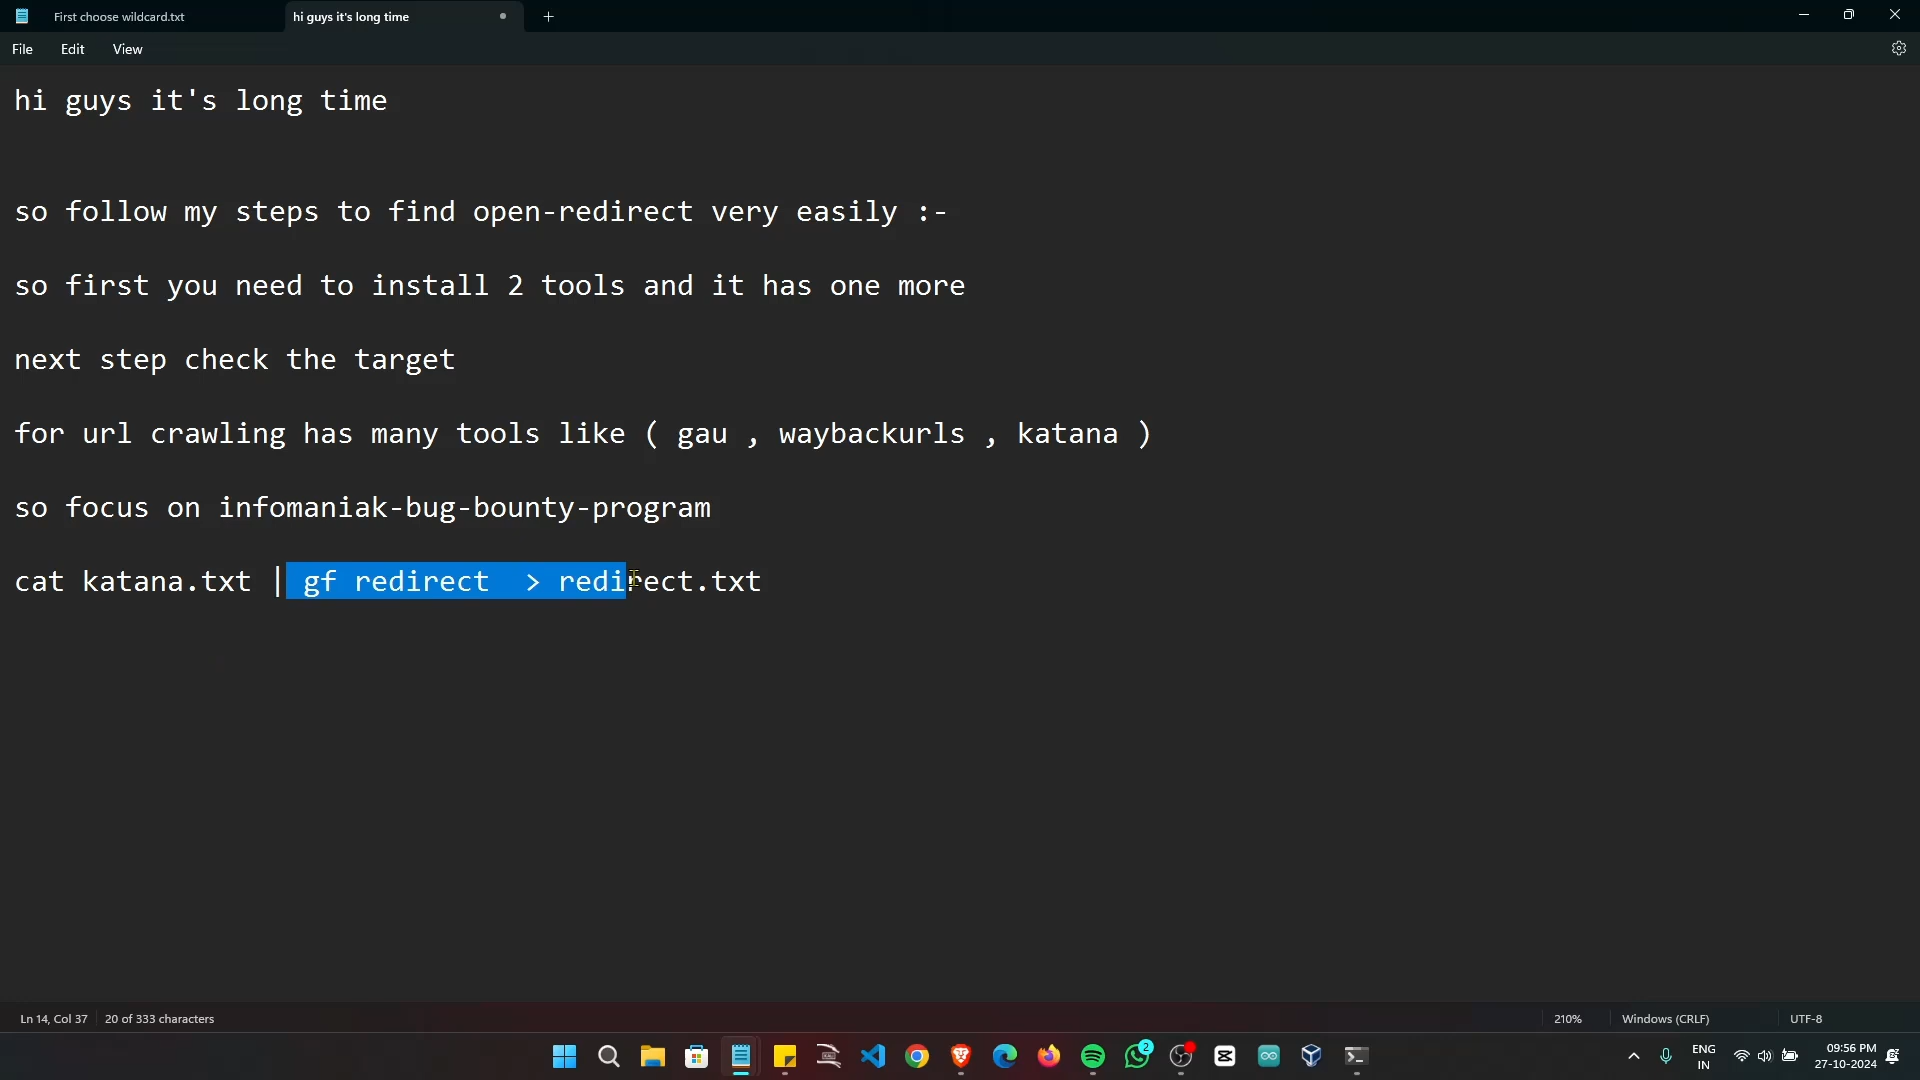 First choose wildcard.txt
hi guys it's long time
File Edit View
hi guys it's long time
so follow my steps to find open-redirect very easily :-
so first you need to install 2 tools and it has one more
next step check the target
for url crawling has many tools like ( gau , waybackurls , katana )
so focus on infomaniak-bug-bounty-program
cat katana.txt | gf redirect  > redirect.txt
Ln 14, Col 37 20 of 333 characters 210% Windows (CRLF) UTF-8
2
ENG
IN
09:56 PM
27-10-2024